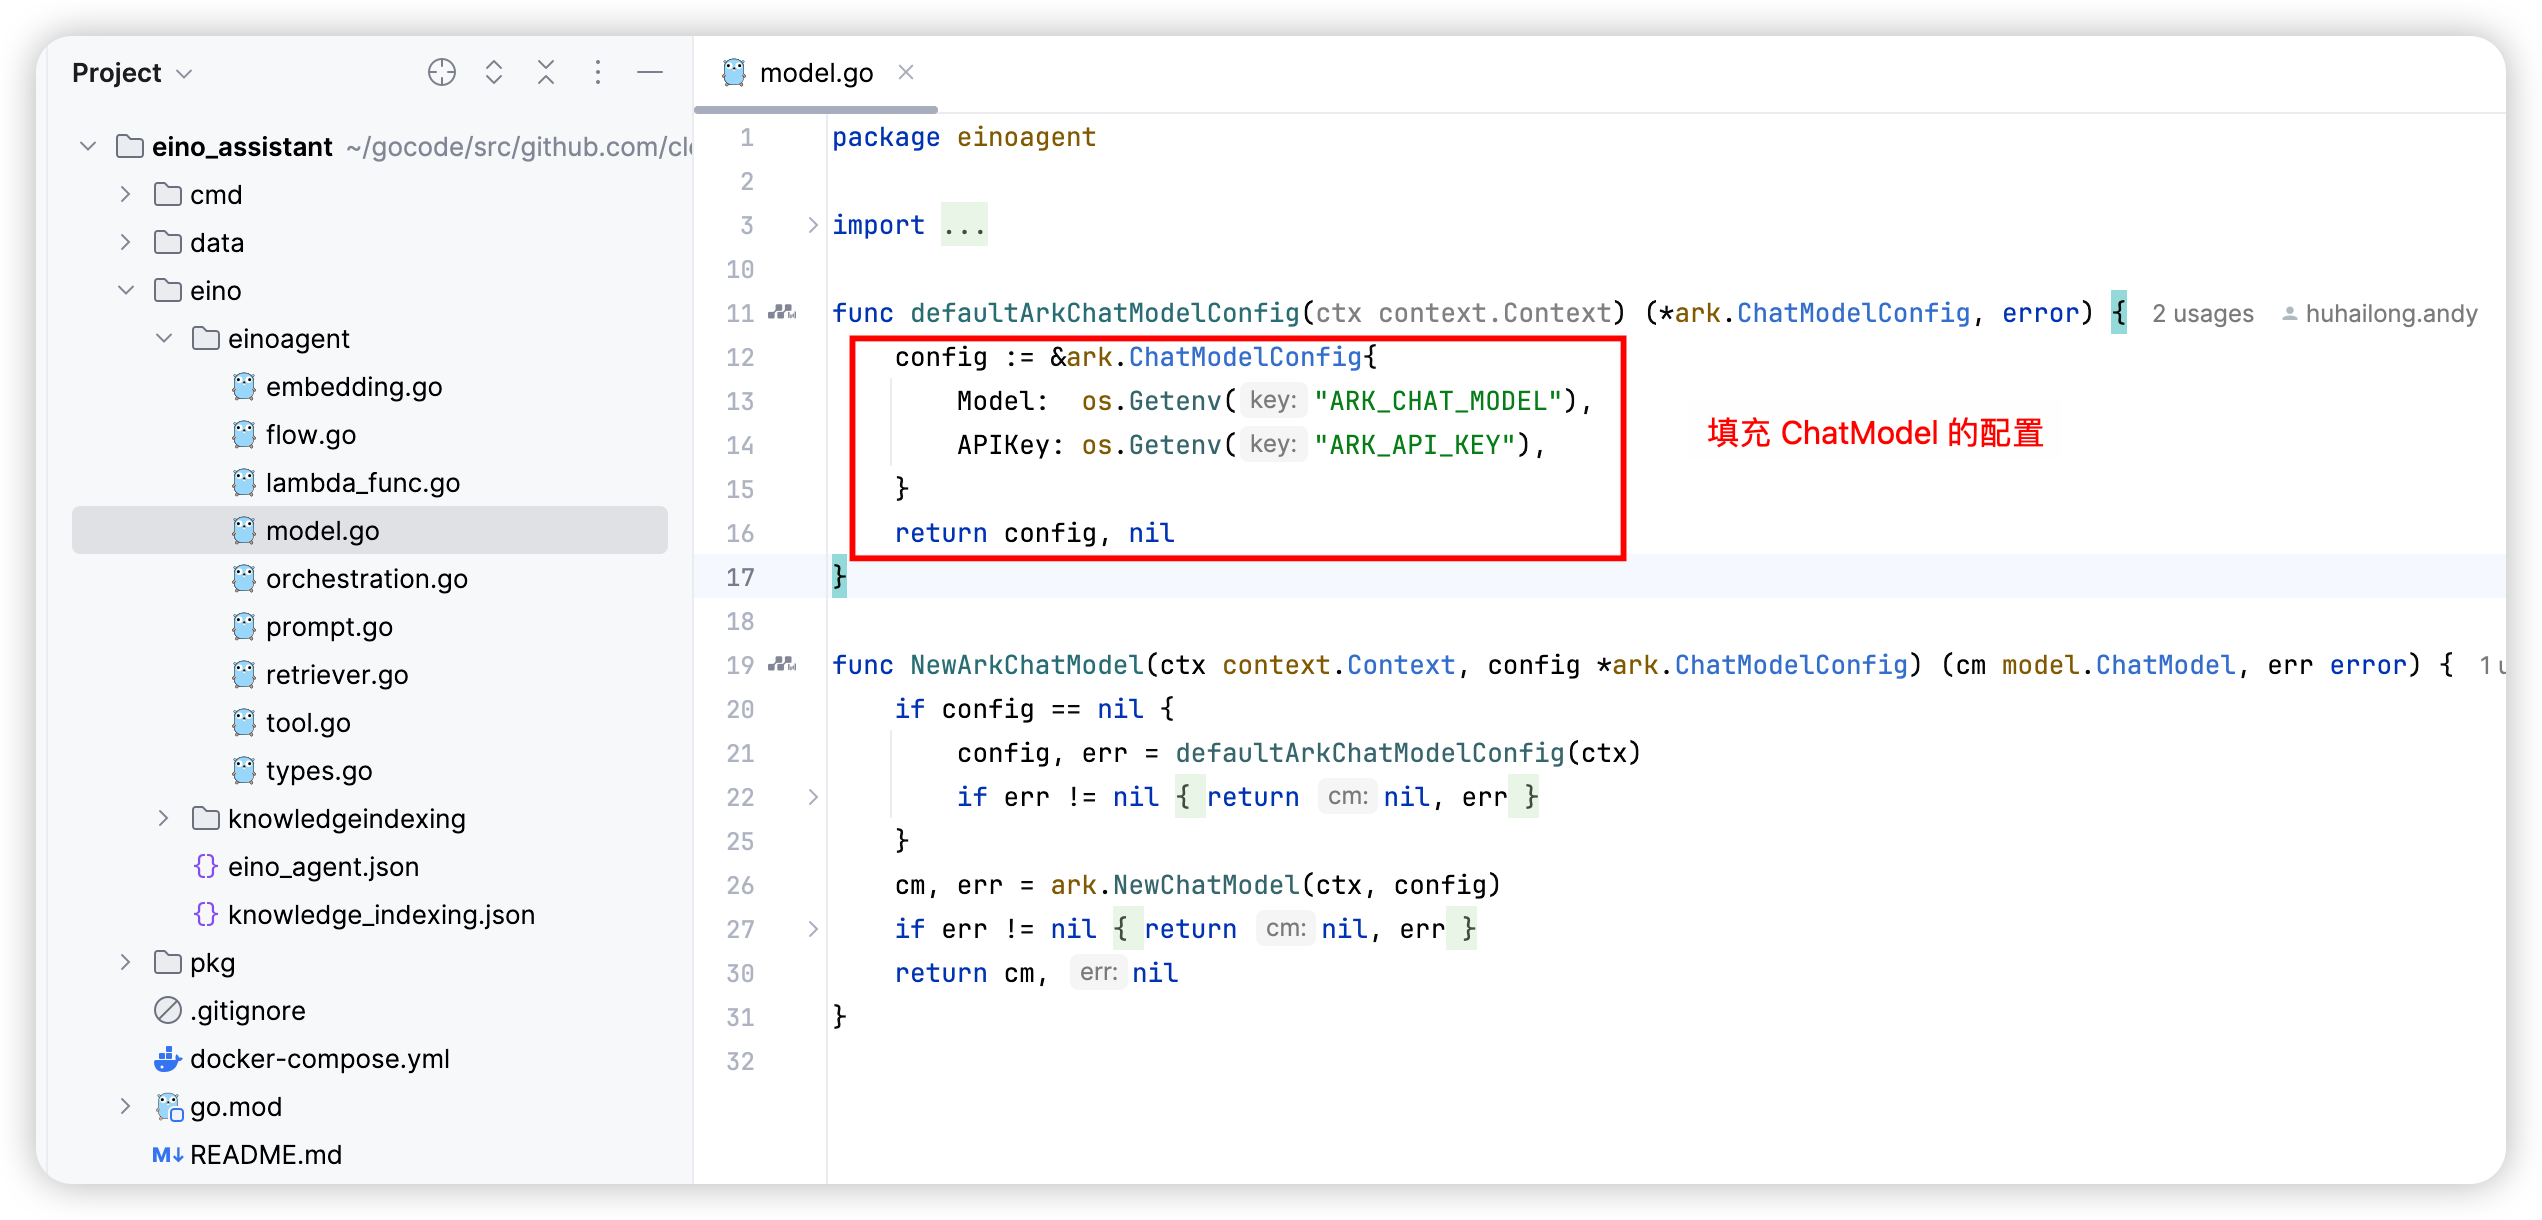 Project
eino_assistant ~/gocode/src/github.com/cl
cmd
data
eino
einoagent
embedding.go
flow.go
lambda_func.go
model.go
orchestration.go
prompt.go
retriever.go
tool.go
types.go
knowledgeindexing
{} eino_agent.json
{} knowledge_indexing.json
pkg
.gitignore
docker-compose.yml
go.mod
M↓ README.md
model.go
1 package einoagent
2
3 import ...
10
11 func defaultArkChatModelConfig(ctx context.Context) (*ark.ChatModelConfig, error) { 2 usages huhailong.andy
12 config := &ark.ChatModelConfig{
13 Model: os.Getenv( key: "ARK_CHAT_MODEL"),
14 APIKey: os.Getenv( key: "ARK_API_KEY"),
15 }
16 return config, nil
17 }
18
19 func NewArkChatModel(ctx context.Context, config *ark.ChatModelConfig) (cm model.ChatModel, err error) { 1 u
20 if config == nil {
21 config, err = defaultArkChatModelConfig(ctx)
22 if err != nil { return cm: nil, err }
25 }
26 cm, err = ark.NewChatModel(ctx, config)
27 if err != nil { return cm: nil, err }
30 return cm, err: nil
31 }
32
填充 ChatModel 的配置